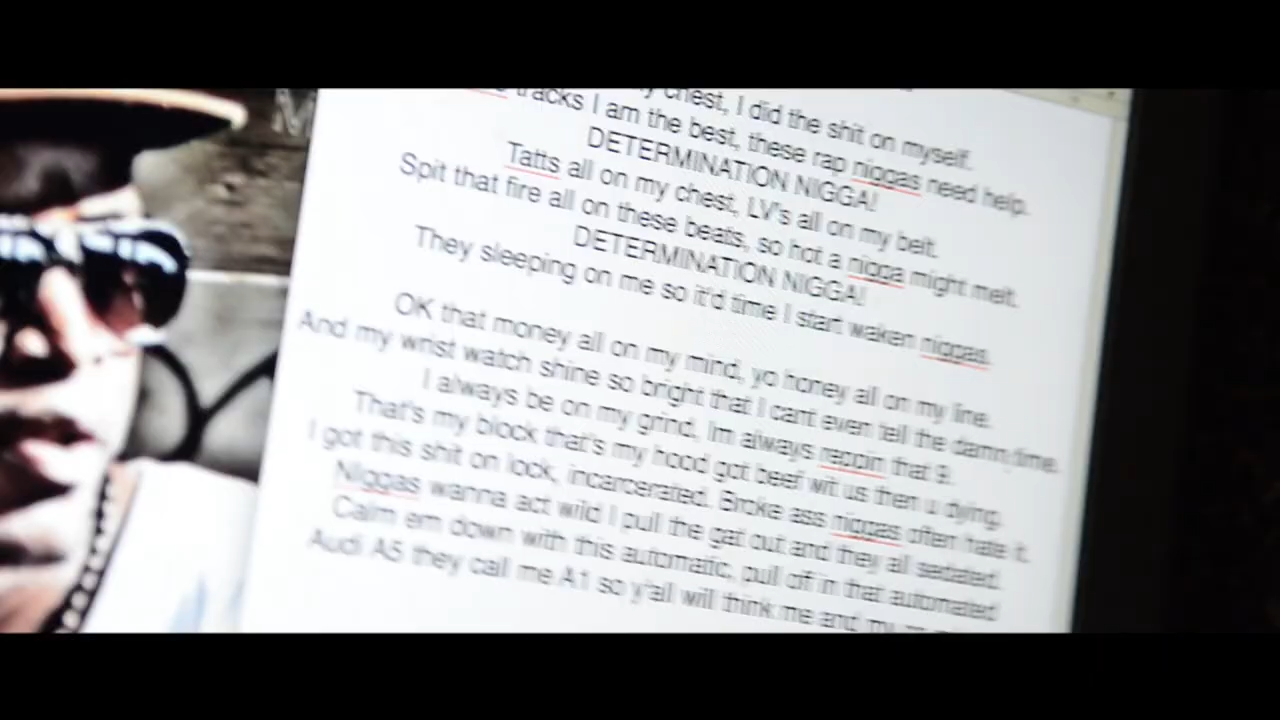 M
my chest, I did the shit on myself.
tracks I am the best, these rap niggas need help.
DETERMINATION NIGGA!
Tatts all on my chest, LV's all on my belt.
Spit that fire all on these beats, so hot a nigga might melt.
DETERMINATION NIGGA!
They sleeping on me so it'd time I start waken niggas.
OK that money all on my mind, yo honey all on my line.
And my wrist watch shine so bright that I cant even tell the damn time.
I always be on my grind, Im always reppin that 9.
That's my block that's my hood got beef wit us then u dying.
I got this shit on lock, incarcerated. Broke ass niggas often hate it.
Niggas wanna act wild I pull the gat out and they all sedated.
Calm em down with this automatic, pull off in that automated
Audi A5 they call me A1 so y'all will think me and my